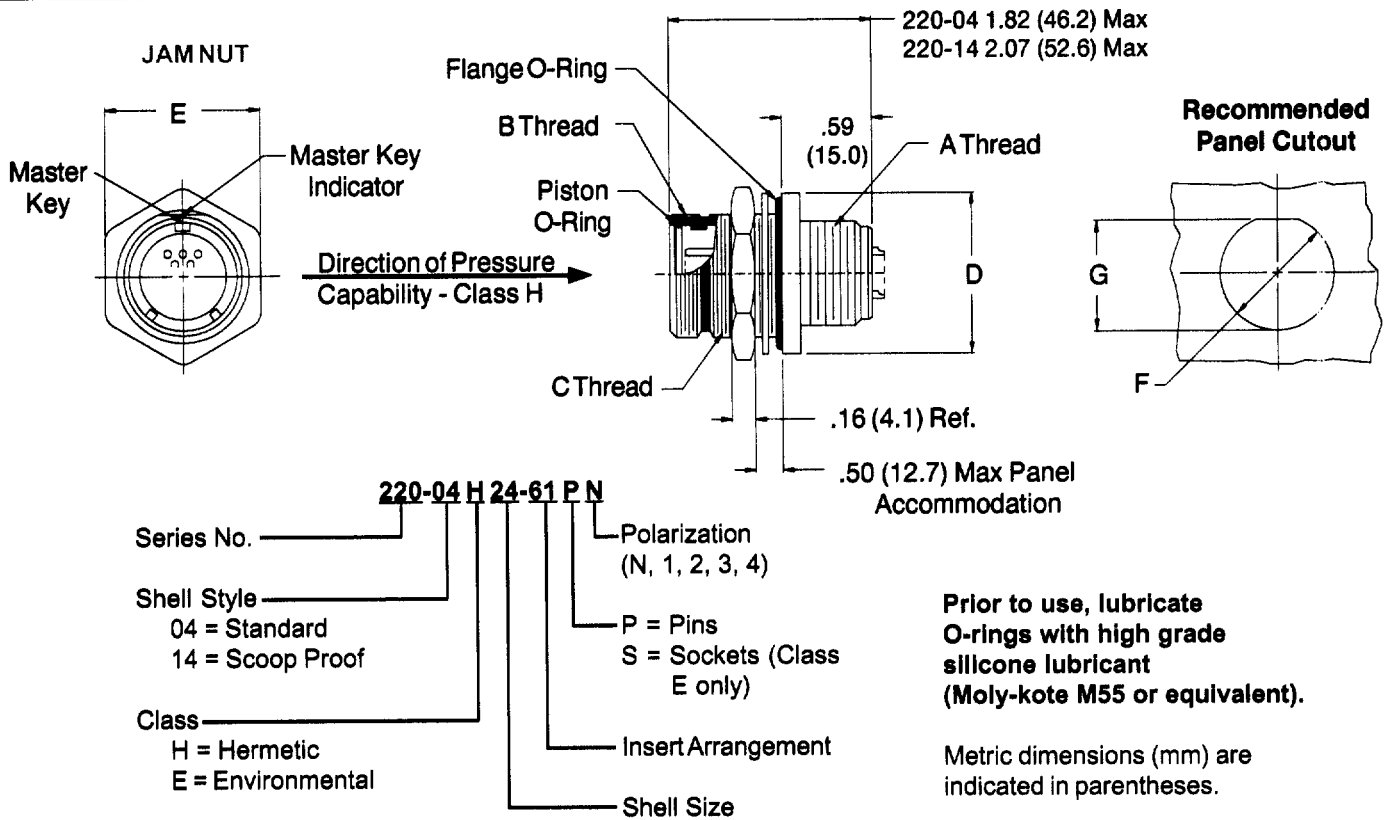 JAM NUT
E
Master
Key
Master Key
Indicator
Direction of Pressure
Capability - Class H
220-04 1.82 (46.2) Max
220-14 2.07 (52.6) Max
Flange O-Ring
B Thread
Piston
O-Ring
.59
(15.0)
A Thread
D
C Thread
.16 (4.1) Ref.
.50 (12.7) Max Panel
Accommodation
Recommended
Panel Cutout
G
F
220-04 H 24-61 P N
Series No.
Shell Style
04 = Standard
14 = Scoop Proof
Class
H = Hermetic
E = Environmental
Polarization
(N, 1, 2, 3, 4)
P = Pins
S = Sockets (Class
E only)
Insert Arrangement
Shell Size
Prior to use, lubricate
O-rings with high grade
silicone lubricant
(Moly-kote M55 or equivalent).
Metric dimensions (mm) are
indicated in parentheses.